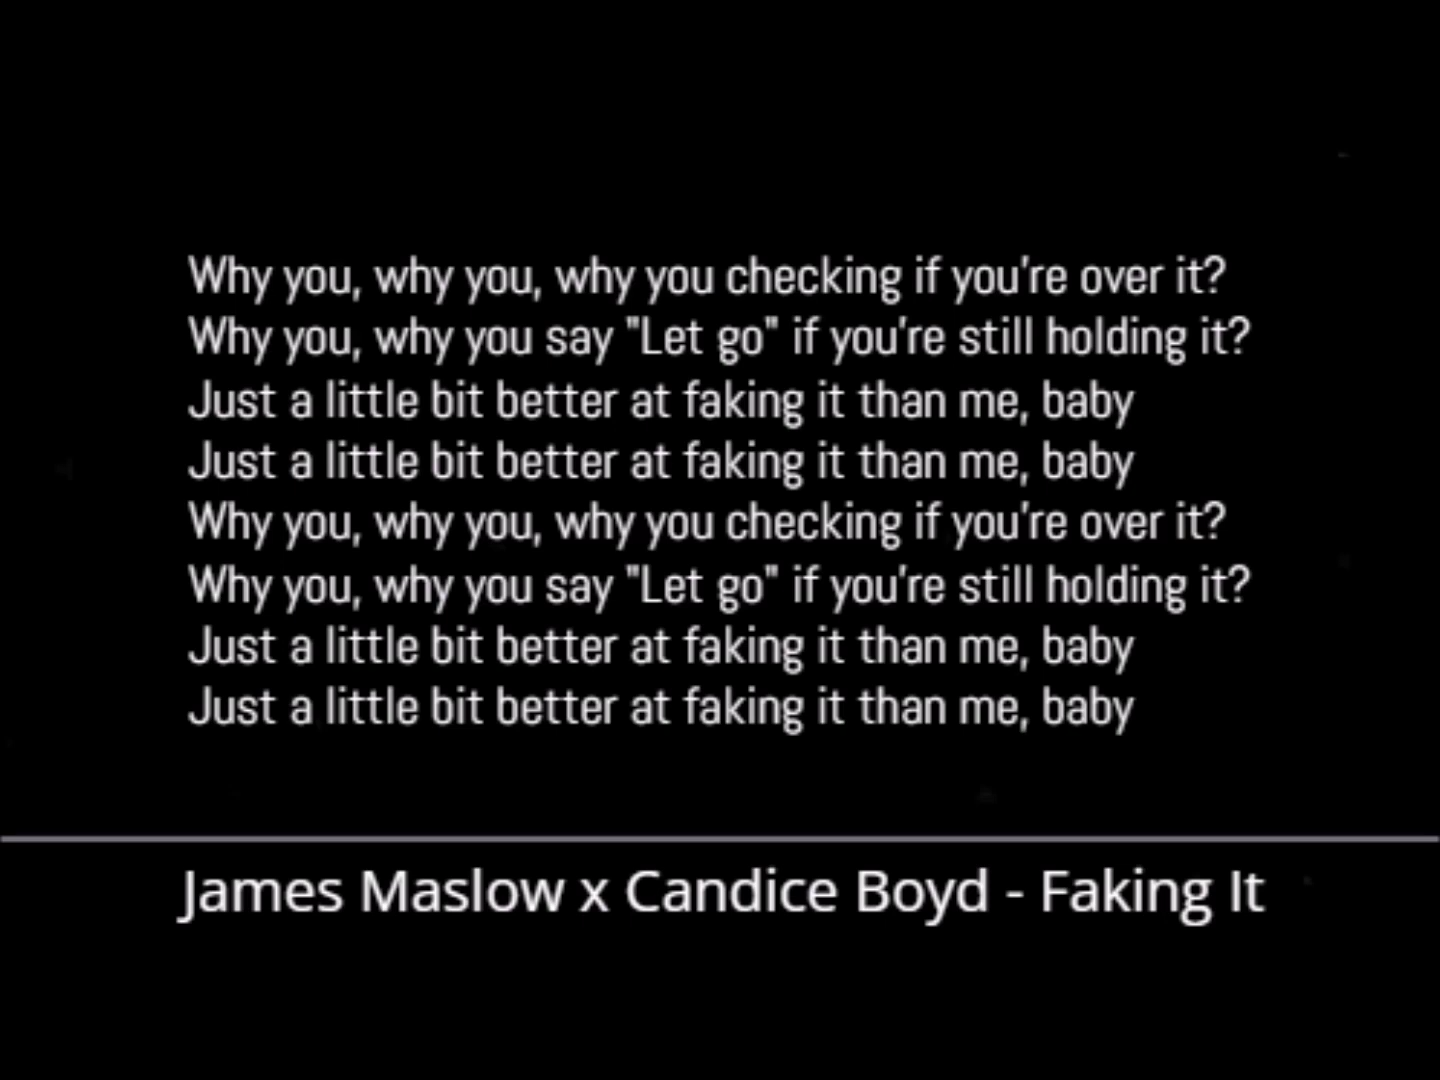 Why you, why you, why you checking if you're over it?
Why you, why you say "Let go" if you're still holding it?
Just a little bit better at faking it than me, baby
Just a little bit better at faking it than me, baby
Why you, why you, why you checking if you're over it?
Why you, why you say "Let go" if you're still holding it?
Just a little bit better at faking it than me, baby
Just a little bit better at faking it than me, baby
James Maslow x Candice Boyd - Faking It